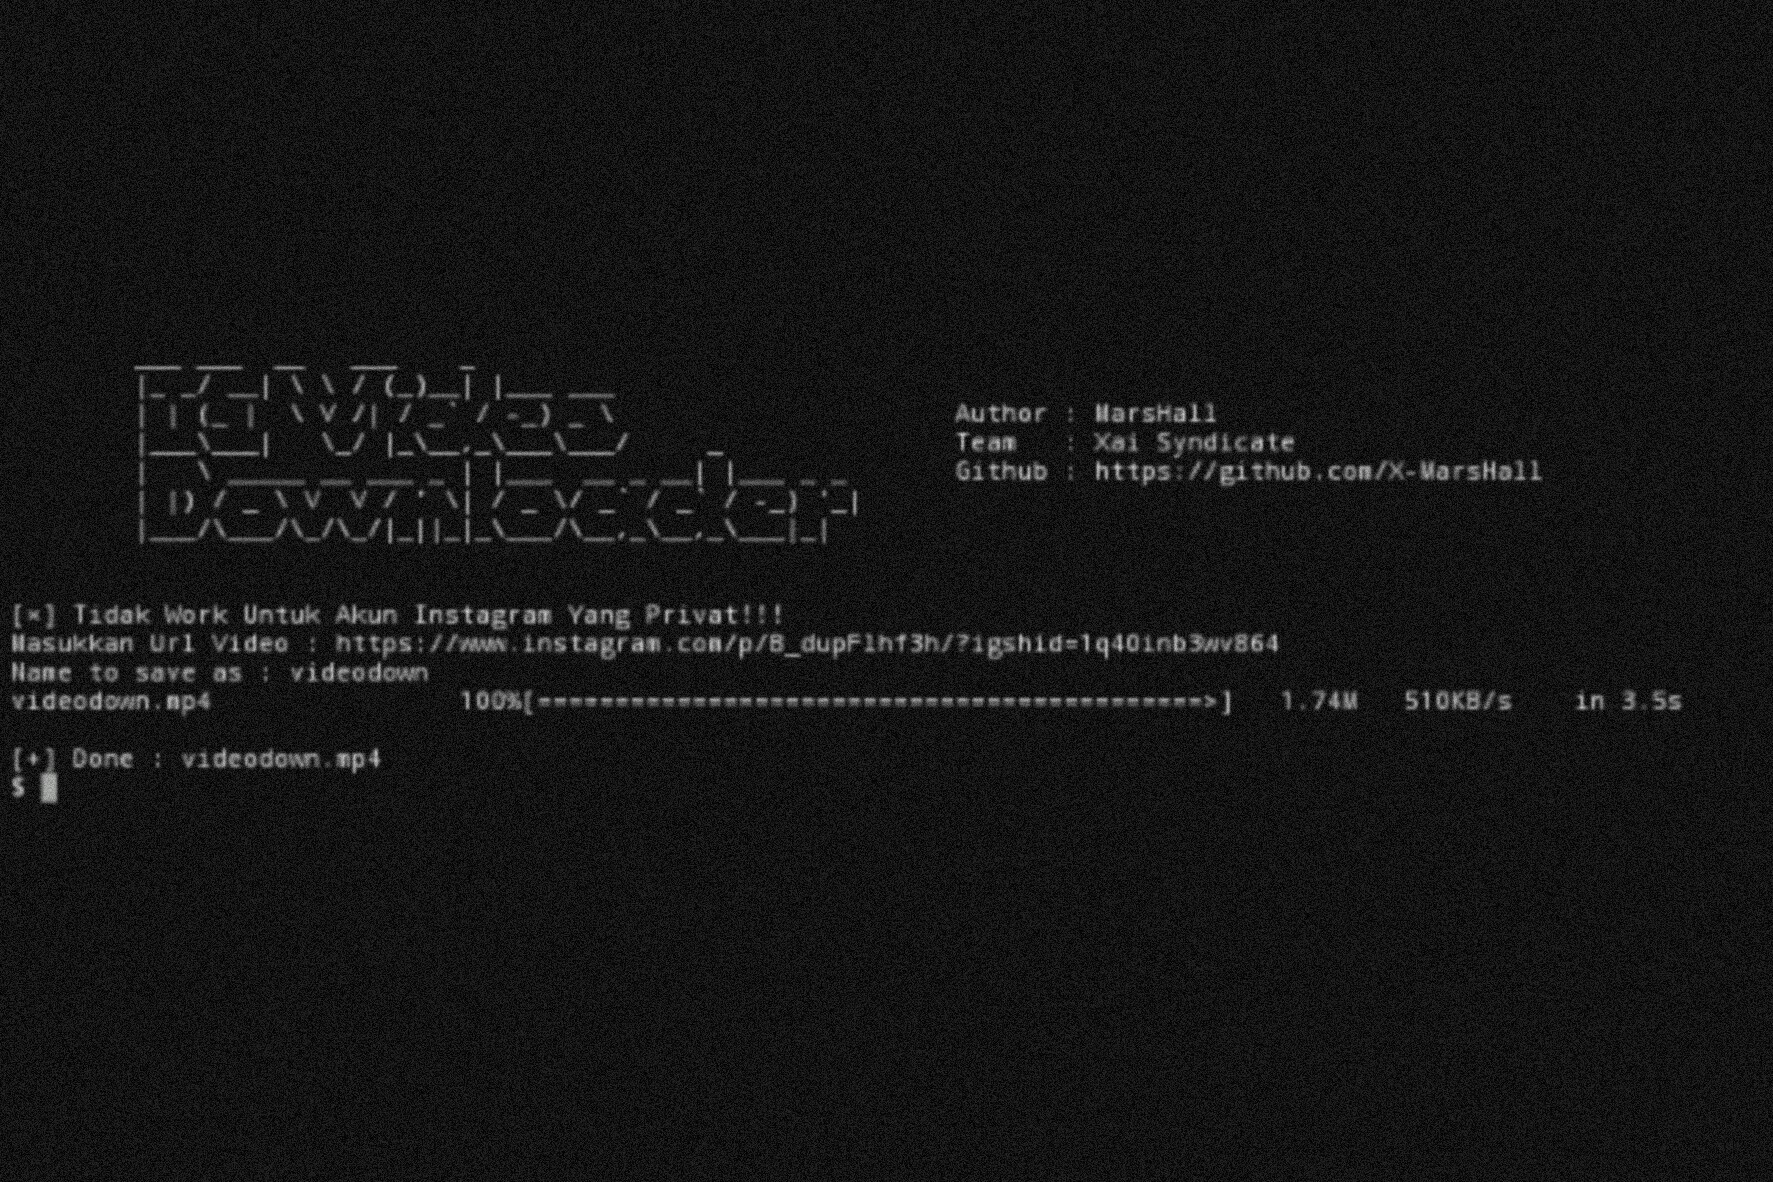 IG Video
Downloader
Author : MarsHall
Team : Xai Syndicate
Github : https://github.com/X-MarsHall
[×] Tidak Work Untuk Akun Instagram Yang Privat!!!
Masukkan Url Video : https://www.instagram.com/p/B_dupFlhf3h/?igshid=1q40inb3wv864
Name to save as : videodown
videodown.mp4 100%[===========================================>] 1.74M 510KB/s in 3.5s
[+] Done : videodown.mp4
$